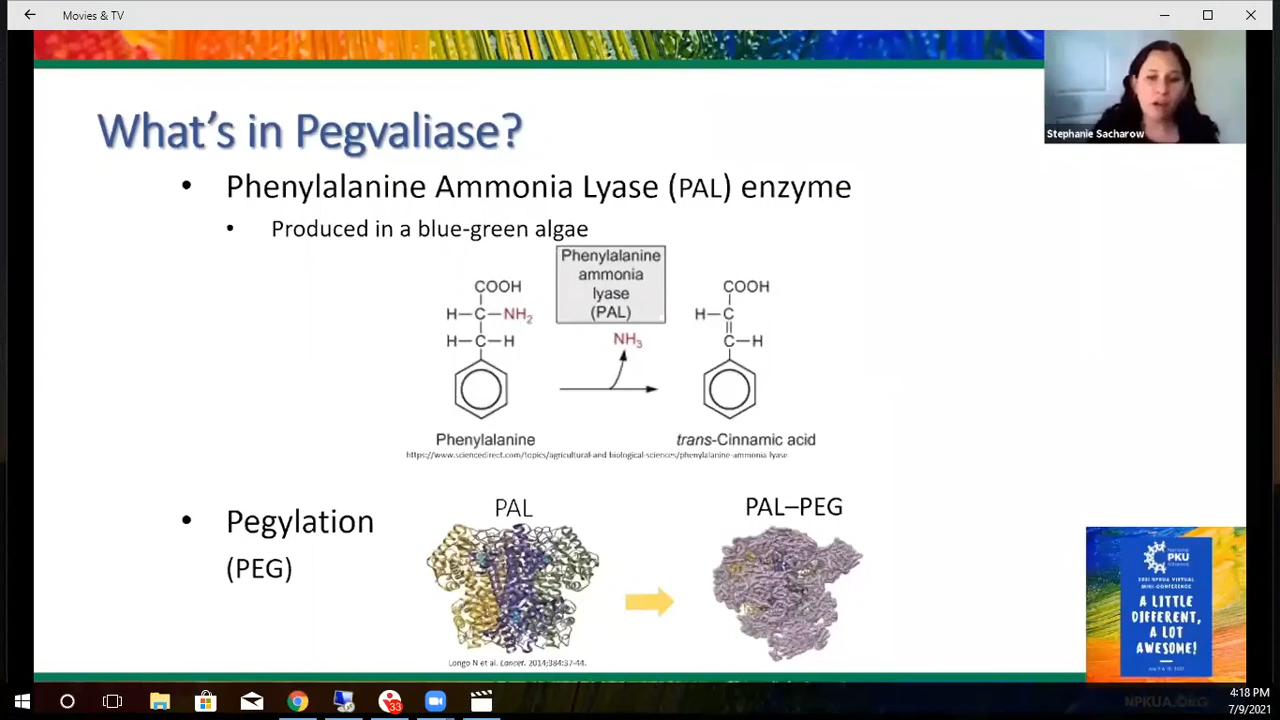 Movies & TV
Stephanie Sacharow
What's in Pegvaliase?
• Phenylalanine Ammonia Lyase (PAL) enzyme
• Produced in a blue-green algae
Phenylalanine
ammonia
lyase
(PAL)
COOH
H—C—NH₂
H—C—H
Phenylalanine
NH₃
COOH
H—C
C—H
trans-Cinnamic acid
https://www.sciencedirect.com/topics/agricultural-and biological-sciences/phenylalanine-ammonia lyase
• Pegylation
(PEG)
PAL
PAL–PEG
Longo N et al. Lancet. 2014;384:37-44.
National
PKU
Alliance
2021 NPKUA VIRTUAL
MINI-CONFERENCE
A LITTLE
DIFFERENT,
A LOT
AWESOME!
NPKUA.ORG
33
4:18 PM
7/9/2021